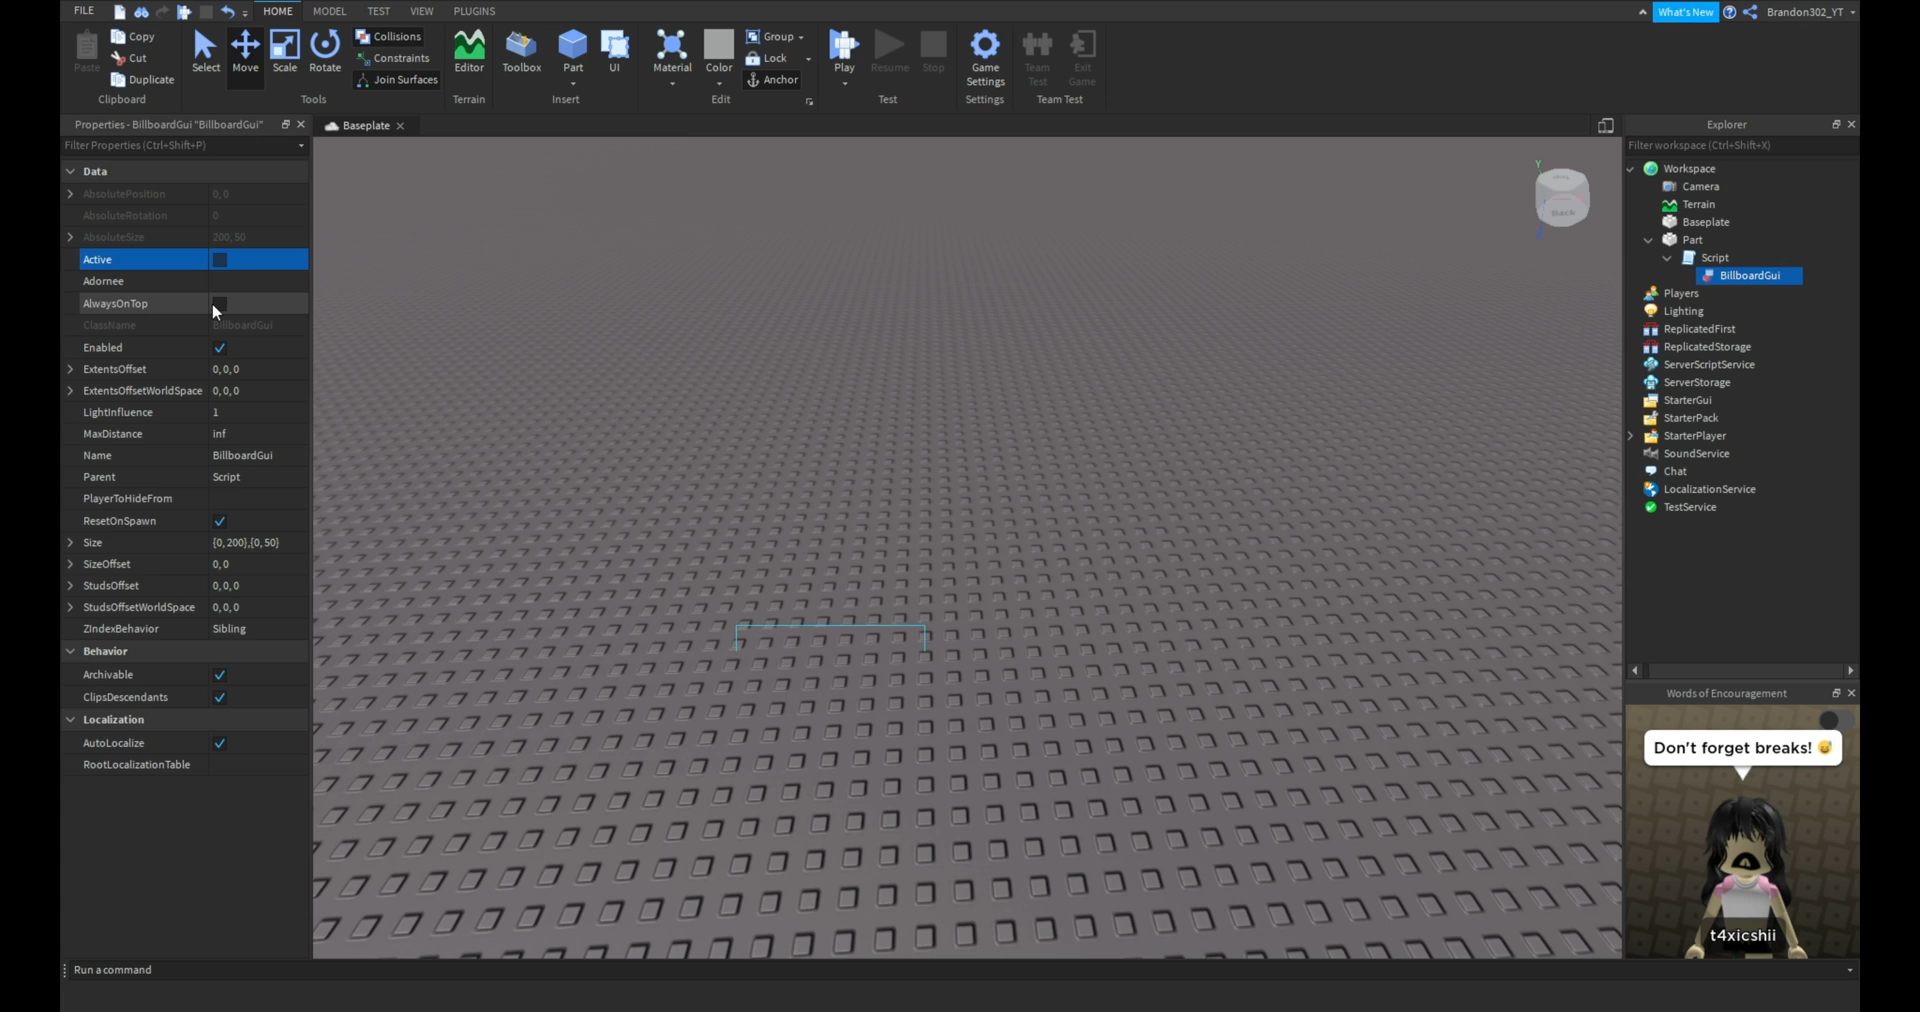 FILE HOME MODEL TEST VIEW PLUGINS What's New Brandon302_YT
Paste Copy Cut Duplicate Clipboard
Select Move Scale Rotate Collisions Constraints Join Surfaces Tools
Editor Terrain
Toolbox Part UI Insert
Material Color Group Lock Anchor Edit
Play Resume Stop Test
Game Settings Settings
Team Test Exit Game Team Test
Properties - BillboardGui "BillboardGui"
Filter Properties (Ctrl+Shift+P)
Data
AbsolutePosition 0, 0
AbsoluteRotation 0
AbsoluteSize 200, 50
Active
Adornee
AlwaysOnTop
ClassName BillboardGui
Enabled
ExtentsOffset 0, 0, 0
ExtentsOffsetWorldSpace 0, 0, 0
LightInfluence 1
MaxDistance inf
Name BillboardGui
Parent Script
PlayerToHideFrom
ResetOnSpawn
Size {0, 200},{0, 50}
SizeOffset 0, 0
StudsOffset 0, 0, 0
StudsOffsetWorldSpace 0, 0, 0
ZIndexBehavior Sibling
Behavior
Archivable
ClipsDescendants
Localization
AutoLocalize
RootLocalizationTable
Baseplate
Y
Back
Explorer
Filter workspace (Ctrl+Shift+X)
Workspace
Camera
Terrain
Baseplate
Part
Script
BillboardGui
Players
Lighting
ReplicatedFirst
ReplicatedStorage
ServerScriptService
ServerStorage
StarterGui
StarterPack
StarterPlayer
SoundService
Chat
LocalizationService
TestService
Words of Encouragement
Don't forget breaks! 😅
t4xicshii
Run a command